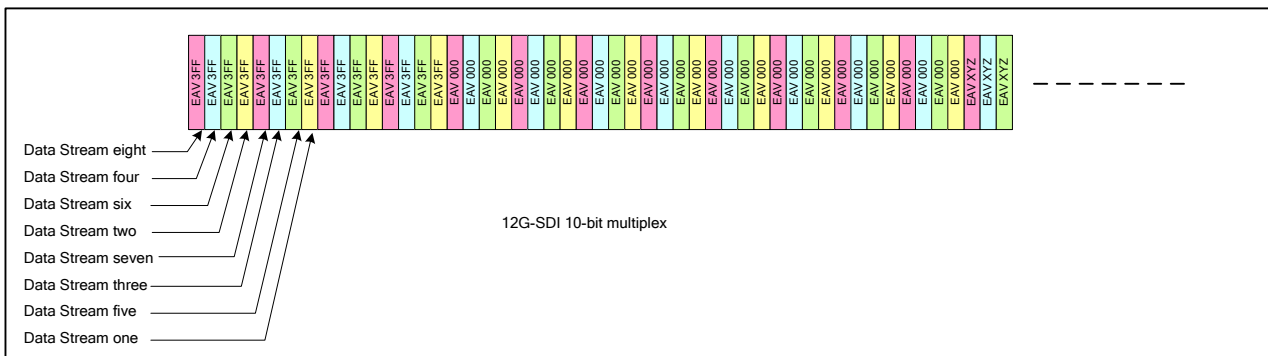 EAV 3FF EAV 3FF EAV 3FF EAV 3FF EAV 3FF EAV 3FF EAV 3FF EAV 3FF EAV 3FF EAV 3FF EAV 3FF EAV 3FF EAV 3FF EAV 3FF EAV 3FF EAV 3FF EAV 000 EAV 000 EAV 000 EAV 000 EAV 000 EAV 000 EAV 000 EAV 000 EAV 000 EAV 000 EAV 000 EAV 000 EAV 000 EAV 000 EAV 000 EAV 000 EAV 000 EAV 000 EAV 000 EAV 000 EAV 000 EAV 000 EAV 000 EAV 000 EAV 000 EAV 000 EAV 000 EAV 000 EAV 000 EAV 000 EAV 000 EAV 000 EAV XYZ EAV XYZ EAV XYZ
Data Stream eight
Data Stream four
Data Stream six
Data Stream two
Data Stream seven
Data Stream three
Data Stream five
Data Stream one
12G-SDI 10-bit multiplex